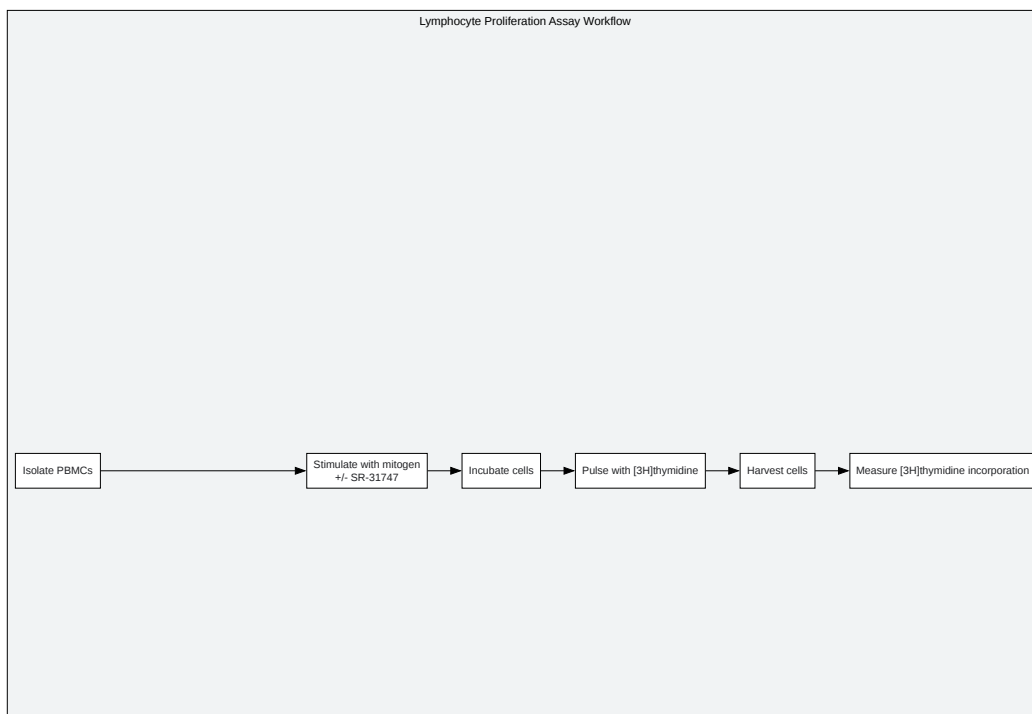 Lymphocyte Proliferation Assay Workflow
Isolate PBMCs
Stimulate with mitogen
+/- SR-31747
Incubate cells
Pulse with [3H]thymidine
Harvest cells
Measure [3H]thymidine incorporation